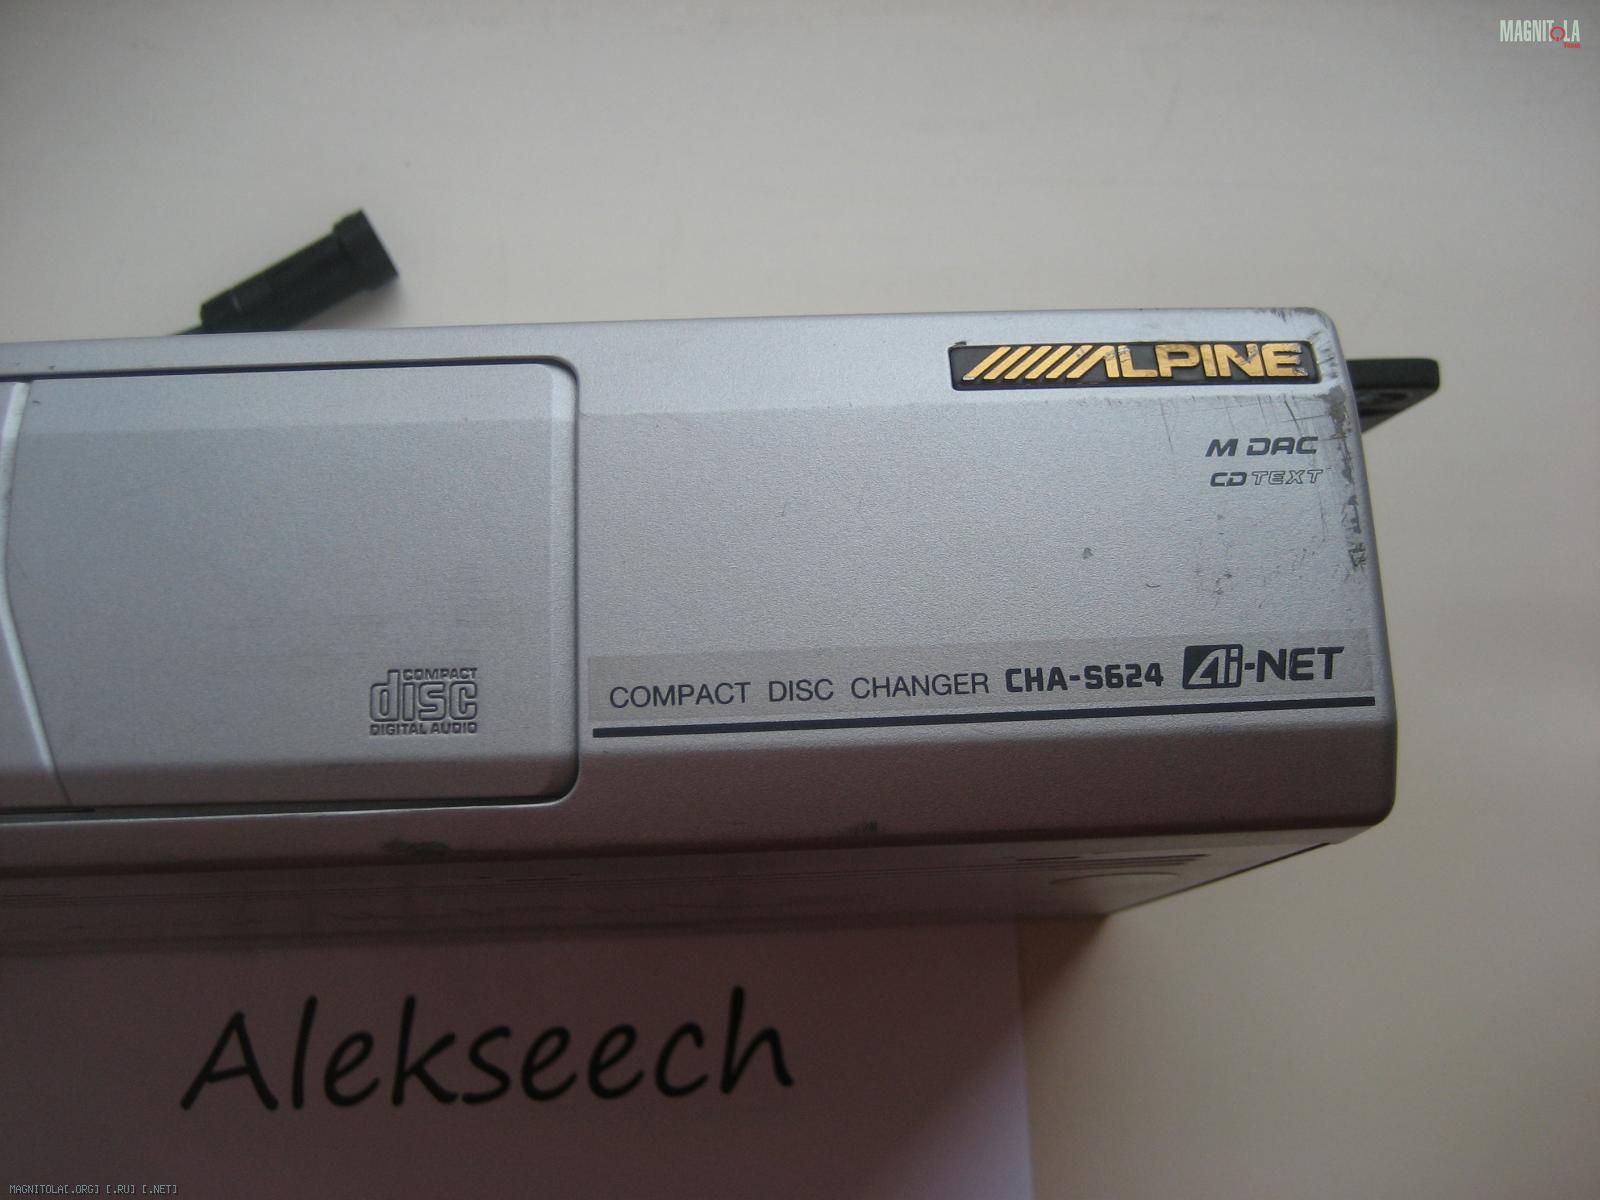 MAGNITOLA
Team
ALPINE
M DAC
CD TEXT
COMPACT DISC CHANGER CHA-S624 Ai-NET
COMPACT
disc
DIGITAL AUDIO
Alekseech
MAGNITOLA[.ORG] [.RU] [.NET]